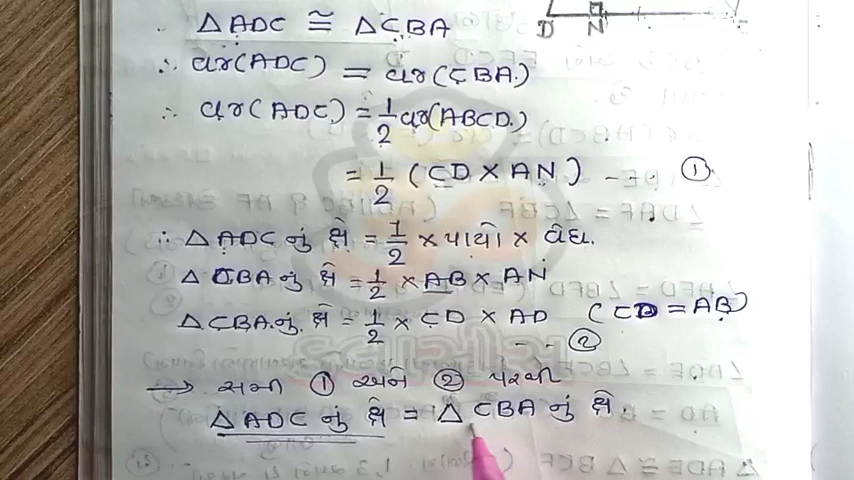 D N
△ADC ≅ △CBA
∴ ar(ADC) = ar(CBA)
∴ ar(ADC) = 1/2 ar(ABCD)
= 1/2 (CD × AN) - ①
∴ △ADC નું ક્ષે = 1/2 × પાયો × વેધ.
△CBA નું ક્ષે = 1/2 × AB × AN
△CBA નું ક્ષે = 1/2 × CD × AD (CD = AB)
- - ②
→ સમી ① અને ② પરથી
△ADC નું ક્ષે = △CBA નું ક્ષે.